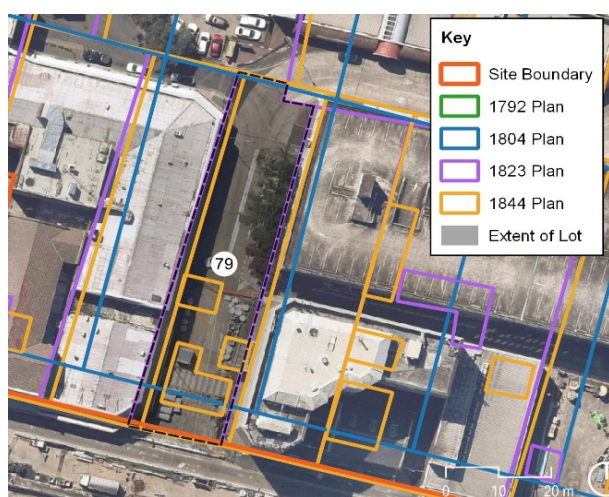 Key
Site Boundary
1792 Plan
1804 Plan
1823 Plan
1844 Plan
Extent of Lot
79
0 10 20 m